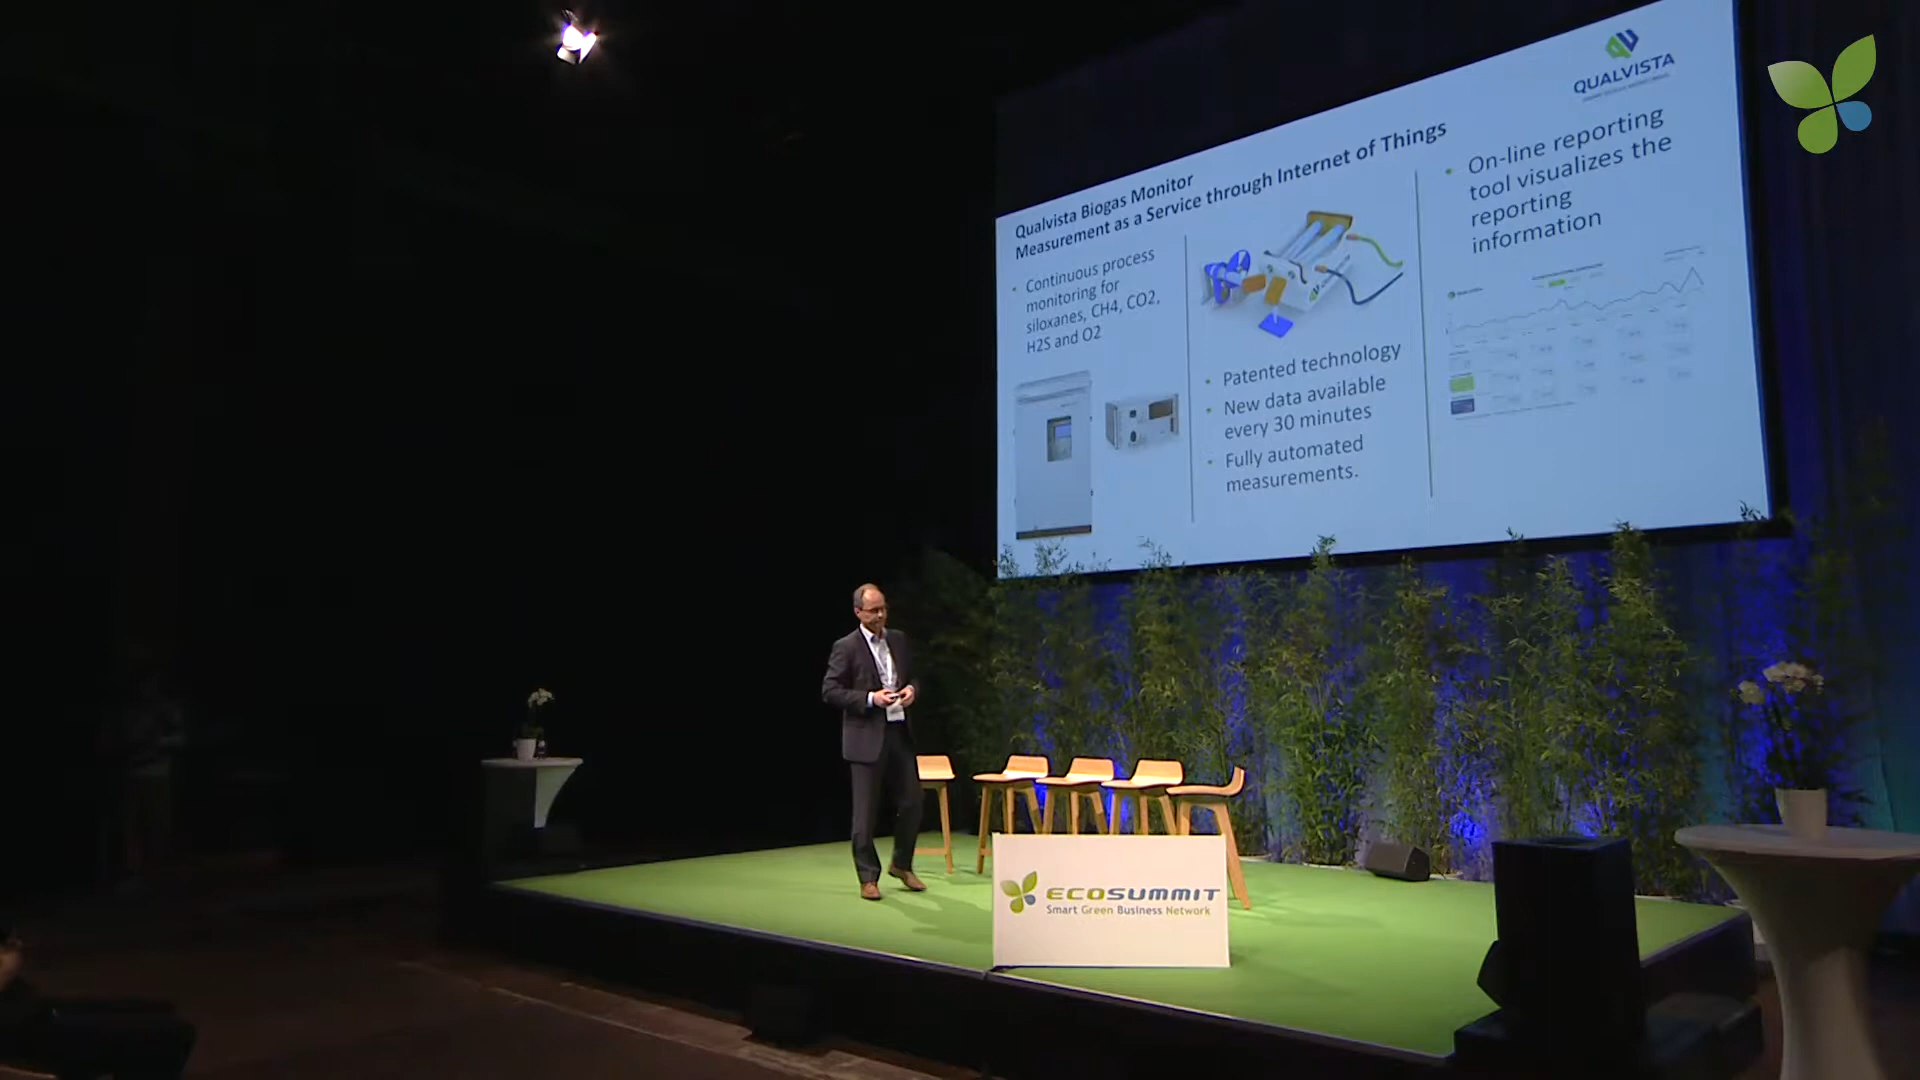 QUALVISTA
Qualvista Biogas Monitor
Measurement as a Service through Internet of Things
• Continuous process
monitoring for
siloxanes, CH4, CO2,
H2S and O2
• Patented technology
• New data available
every 30 minutes
• Fully automated
measurements.
• On-line reporting
tool visualizes the
reporting
information
ECOSUMMIT
Smart Green Business Network